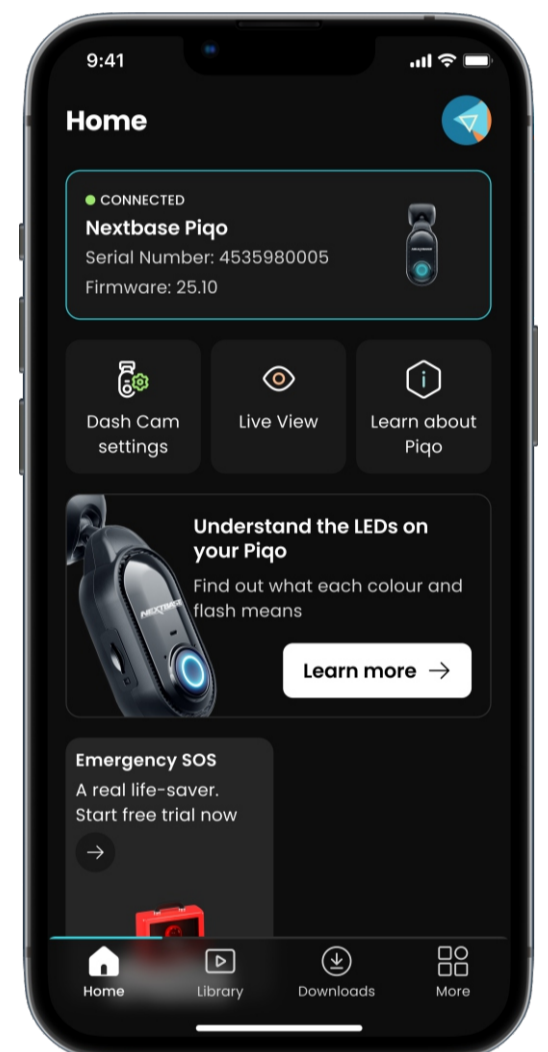 9:41
Home
CONNECTED
Nextbase Piqo
Serial Number: 4535980005
Firmware: 25.10
Dash Cam
settings
Live View
Learn about
Piqo
Understand the LEDs on
your Piqo
Find out what each colour and
flash means
NEXTBASE
Learn more
Emergency SOS
A real life-saver.
Start free trial now
Home
Library
Downloads
More